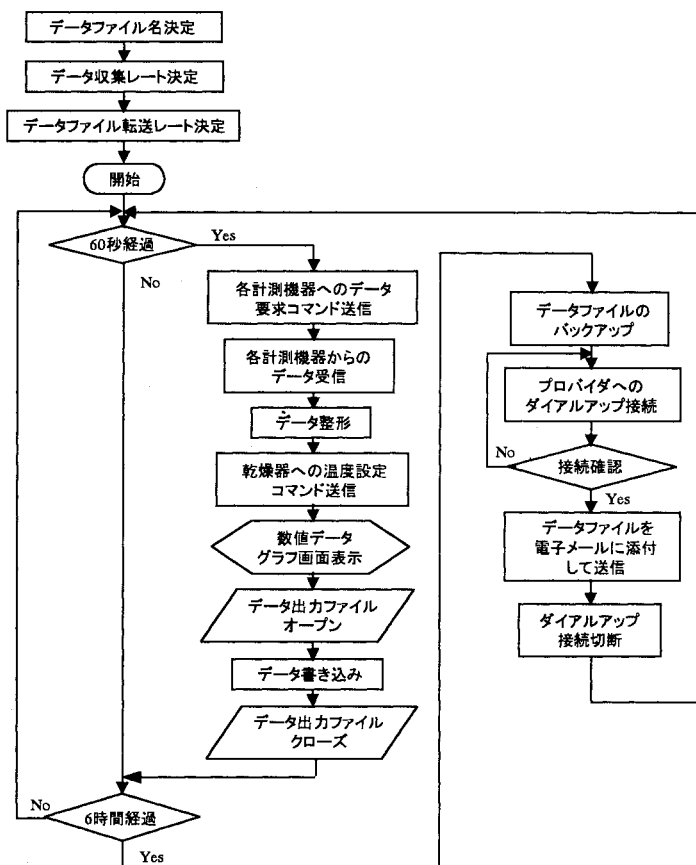 データファイル名決定
データ収集レート決定
データファイル転送レート決定
開始
60秒経過
Yes
No
各計測機器へのデータ
要求コマンド送信
各計測機器からの
データ受信
データ整形
乾燥器への温度設定
コマンド送信
数値データ
グラフ画面表示
データ出力ファイル
オープン
データ書き込み
データ出力ファイル
クローズ
No
6時間経過
Yes
データファイルの
バックアップ
プロバイダへの
ダイアルアップ接続
No
接続確認
Yes
データファイルを
電子メールに添付
して送信
ダイアルアップ
接続切断